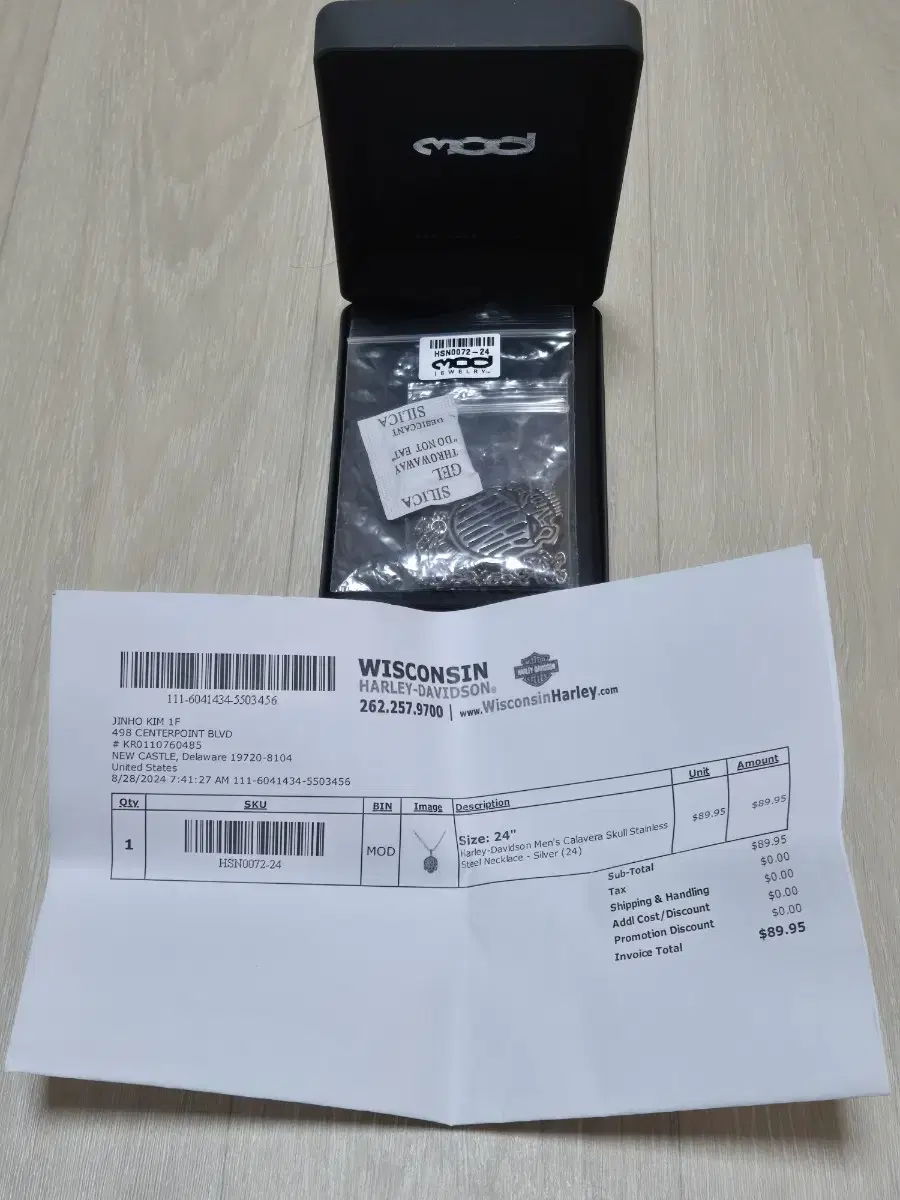 MOD
HSN0072-24
MOD
JEWELRY
SILICA
GEL
THROWAWAY
"DO NOT EAT"
DESICCANT
SILICA
111-6041434-5503456
WISCONSIN
HARLEY-DAVIDSON®
262.257.9700 | www.WisconsinHarley.com
HARLEY-DAVIDSON
JINHO KIM 1F
498 CENTERPOINT BLVD
# KR0110760485
NEW CASTLE, Delaware 19720-8104
United States
8/28/2024 7:41:27 AM 111-6041434-5503456
Qty SKU BIN Image Description Unit Amount
1 HSN0072-24 MOD
Size: 24"
Harley-Davidson Men's Calavera Skull Stainless
Steel Necklace - Silver (24)
$89.95 $89.95
Sub-Total $89.95
Tax $0.00
Shipping & Handling $0.00
Addl Cost/Discount $0.00
Promotion Discount $0.00
Invoice Total $89.95